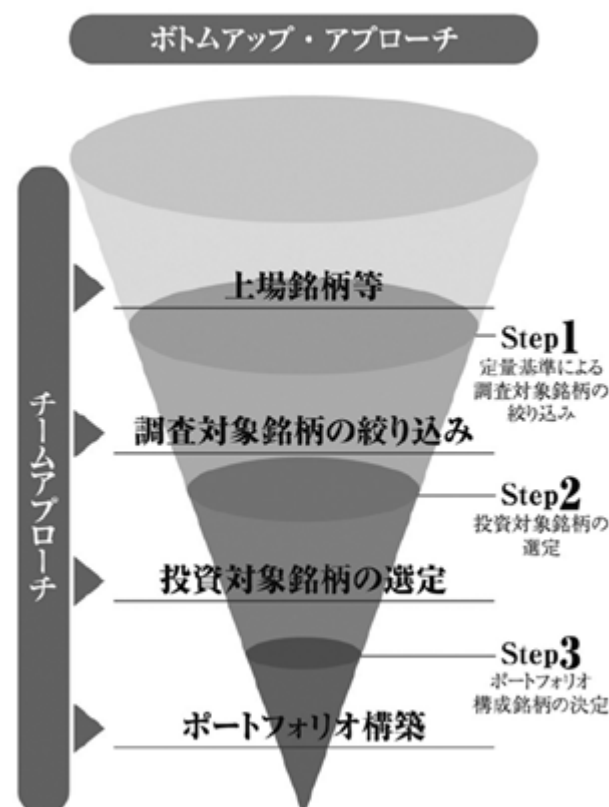 ボトムアップ・アプローチ
チームアプローチ
上場銘柄等
Step1
定量基準による
調査対象銘柄の
絞り込み
調査対象銘柄の絞り込み
Step2
投資対象銘柄の
選定
投資対象銘柄の選定
Step3
ポートフォリオ
構成銘柄の決定
ポートフォリオ構築